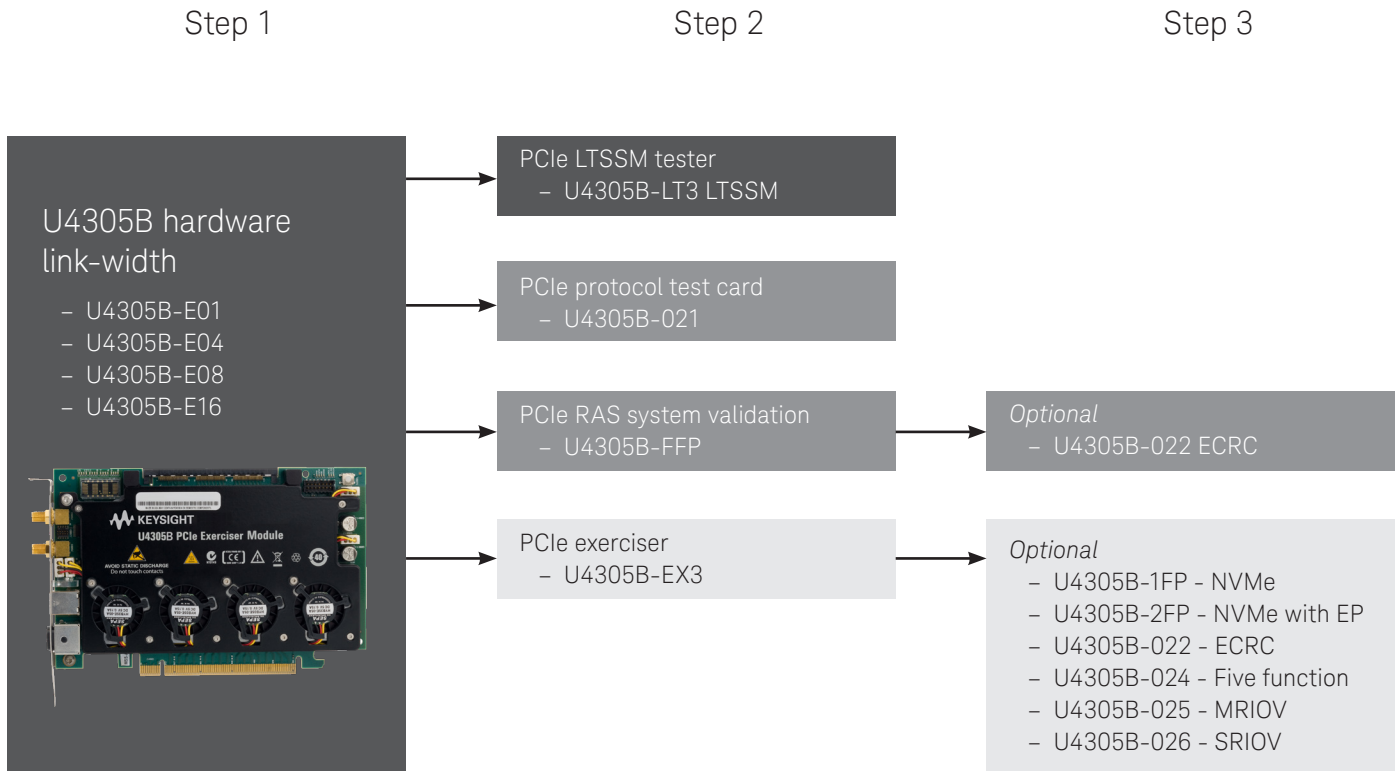 Step 1
Step 2
Step 3
U4305B hardware
link-width
– U4305B-E01
– U4305B-E04
– U4305B-E08
– U4305B-E16
KEYSIGHT
U4305B PCIe Exerciser Module
AVOID STATIC DISCHARGE
Do not touch contacts
PCIe LTSSM tester
– U4305B-LT3 LTSSM
PCIe protocol test card
– U4305B-021
PCIe RAS system validation
– U4305B-FFP
PCIe exerciser
– U4305B-EX3
Optional
– U4305B-022 ECRC
Optional
– U4305B-1FP - NVMe
– U4305B-2FP - NVMe with EP
– U4305B-022 - ECRC
– U4305B-024 - Five function
– U4305B-025 - MRIOV
– U4305B-026 - SRIOV